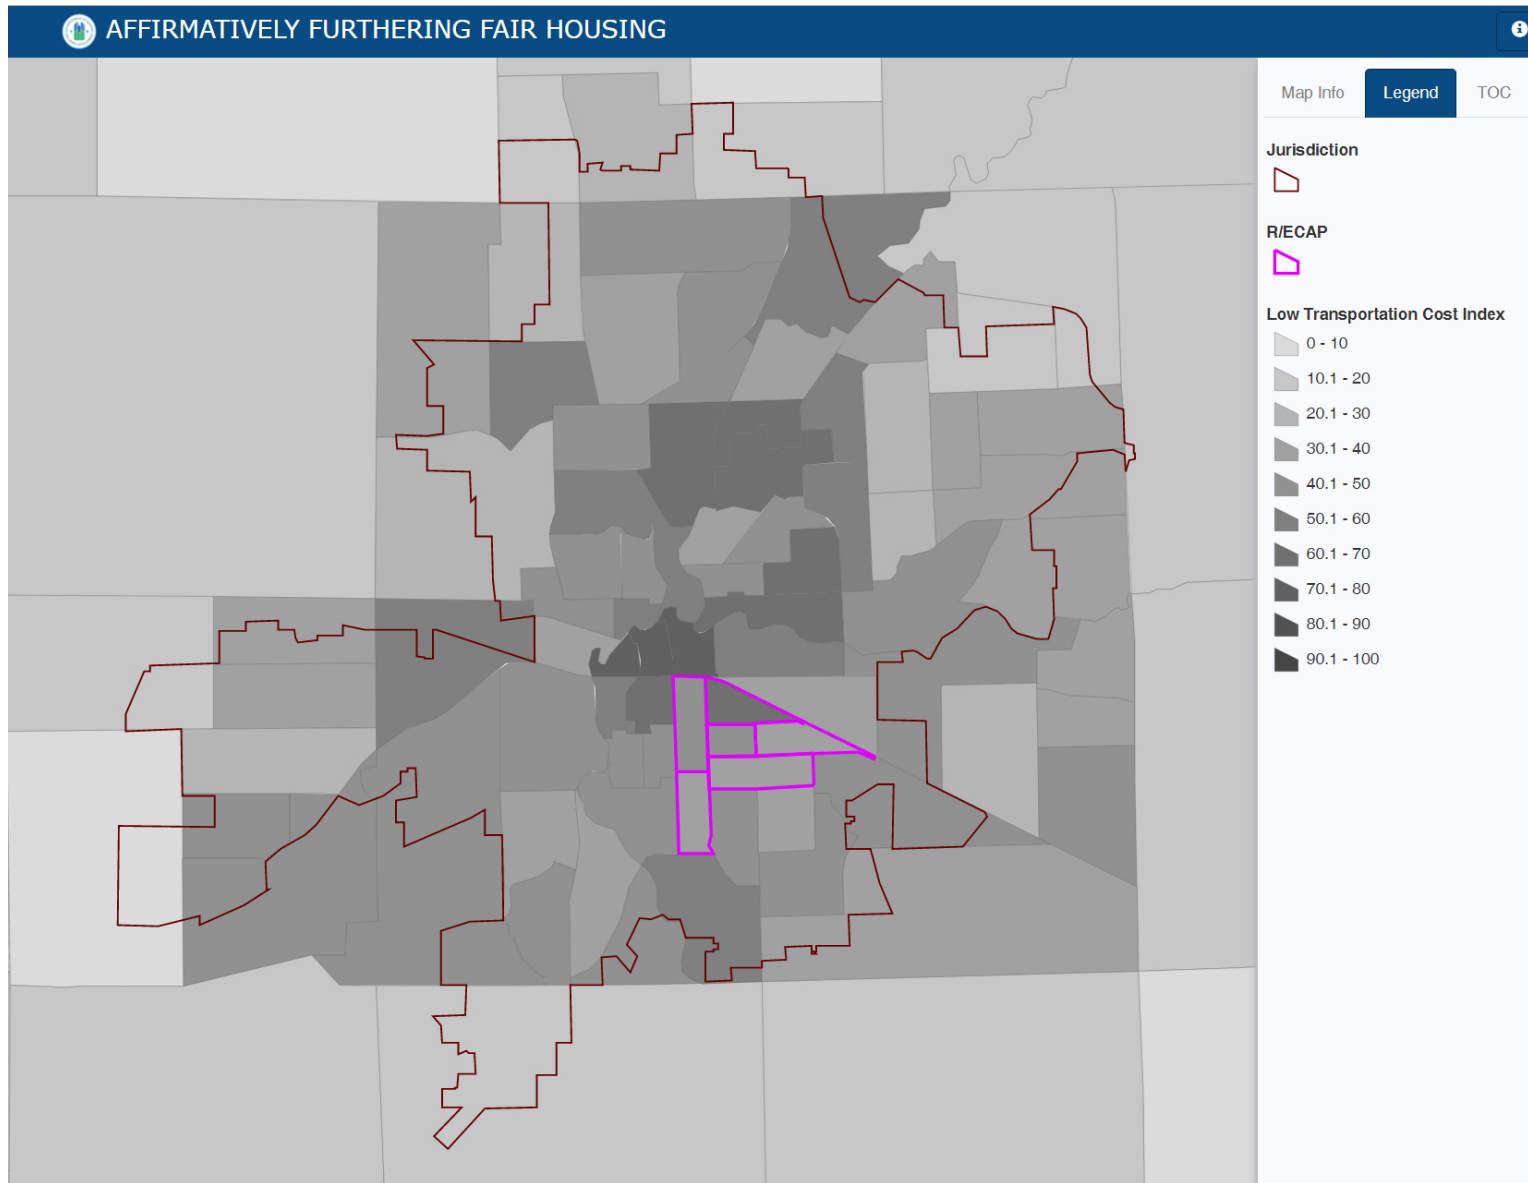 AFFIRMATIVELY FURTHERING FAIR HOUSING
Map Info Legend TOC
Jurisdiction
R/ECAP
Low Transportation Cost Index
0 - 10
10.1 - 20
20.1 - 30
30.1 - 40
40.1 - 50
50.1 - 60
60.1 - 70
70.1 - 80
80.1 - 90
90.1 - 100